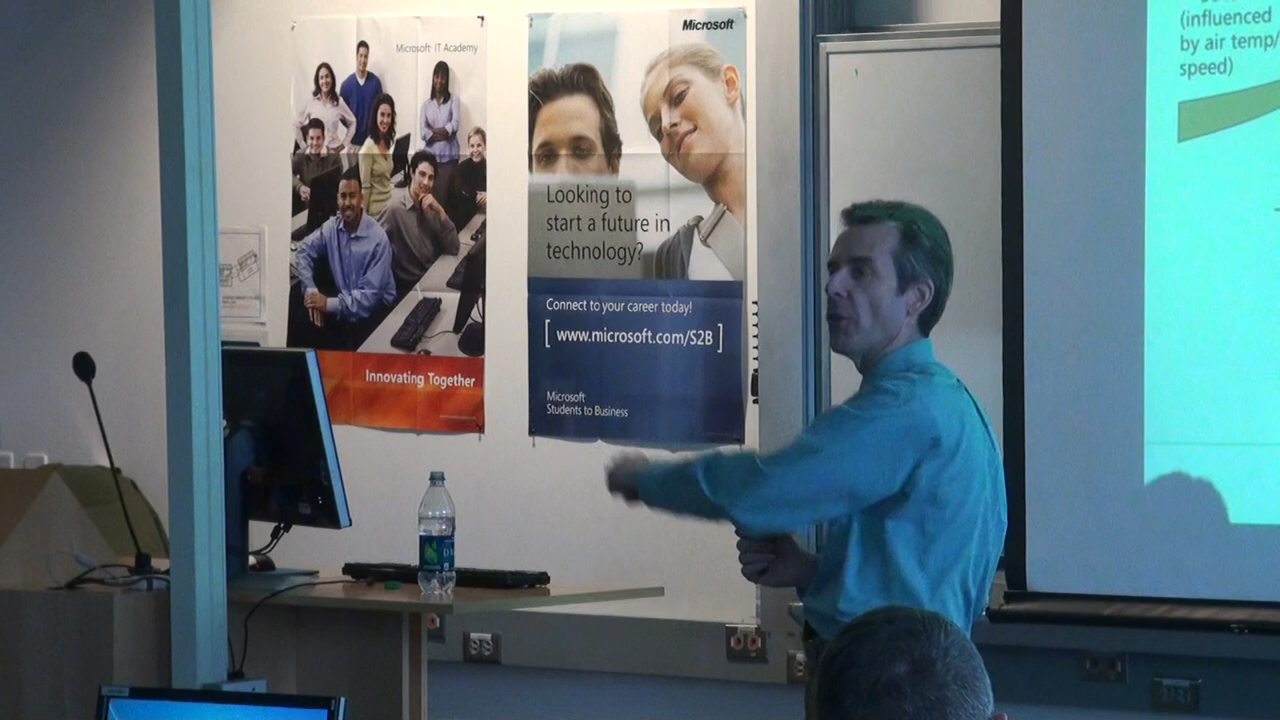 Microsoft IT Academy
Innovating Together
Microsoft
Looking to
start a future in
technology?
Connect to your career today!
[ www.microsoft.com/S2B ]
Microsoft
Students to Business
(influenced
by air temp/
speed)